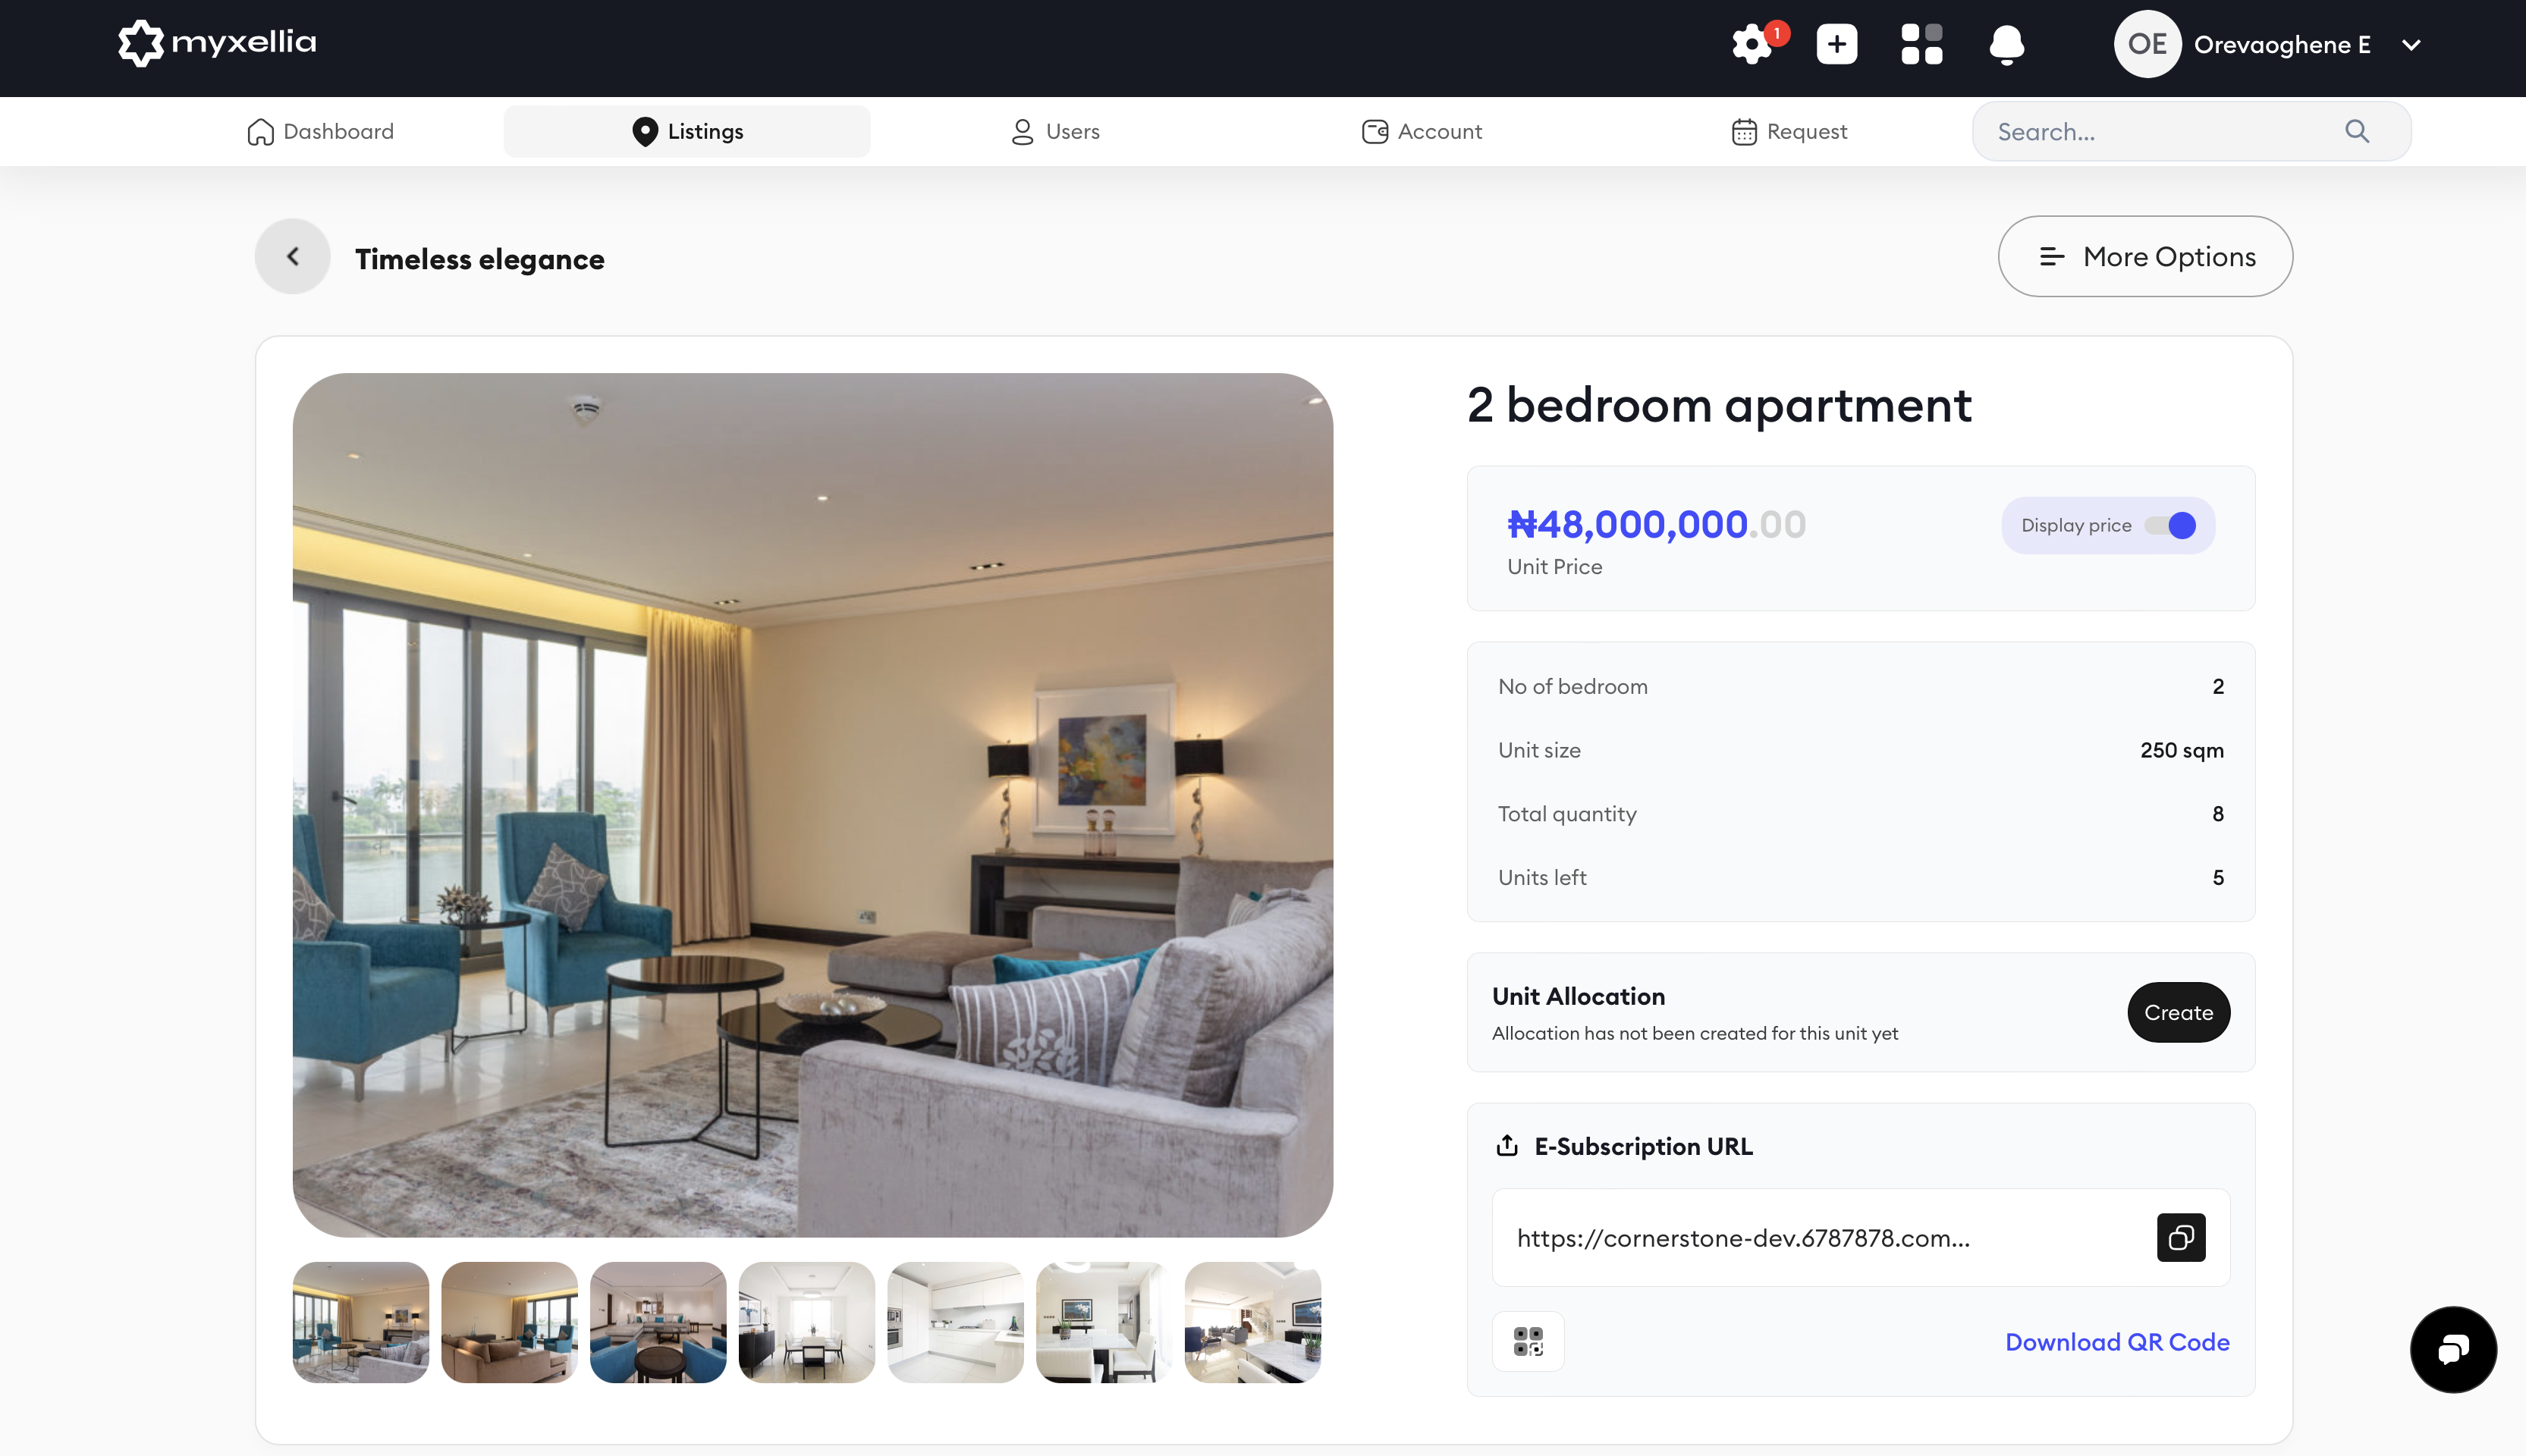 myxellia
1
OE
Orevaoghene E
Dashboard
Listings
Users
Account
Request
Search...
Timeless elegance
More Options
2 bedroom apartment
₦48,000,000.00
Display price
Unit Price
No of bedroom
2
Unit size
250 sqm
Total quantity
8
Units left
5
Unit Allocation
Allocation has not been created for this unit yet
Create
E-Subscription URL
https://cornerstone-dev.6787878.com...
Download QR Code